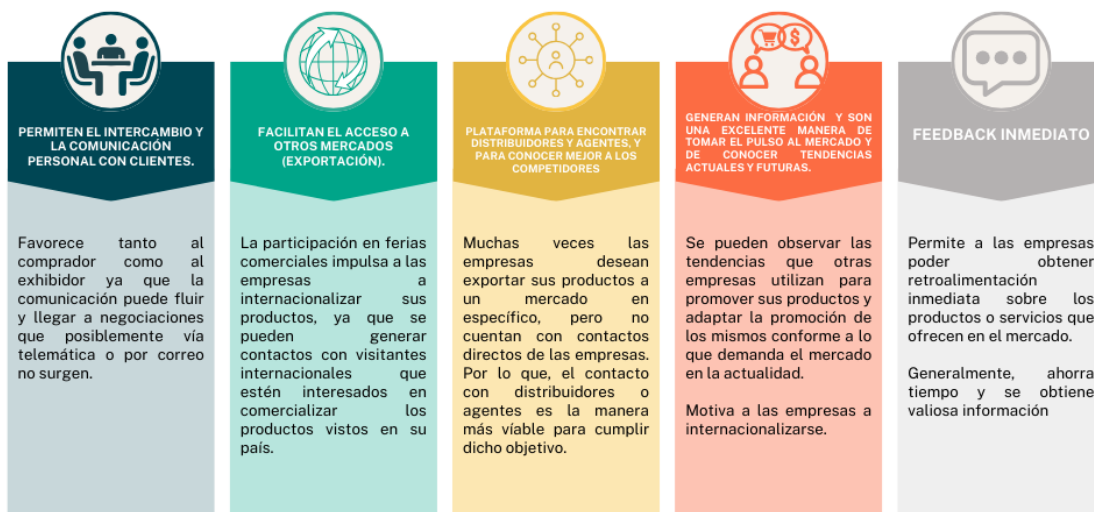 PERMITEN EL INTERCAMBIO Y
LA COMUNICACIÓN
PERSONAL CON CLIENTES.
Favorece tanto al
comprador como al
exhibidor ya que la
comunicación puede fluir
y llegar a negociaciones
que posiblemente vía
telemática o por correo
no surgen.
FACILITAN EL ACCESO A
OTROS MERCADOS
(EXPORTACIÓN).
La participación en ferias
comerciales impulsa a las
empresas a
internacionalizar sus
productos, ya que se
pueden generar
contactos con visitantes
internacionales que
estén interesados en
comercializar los
productos vistos en su
país.
PLATAFORMA PARA ENCONTRAR
DISTRIBUIDORES Y AGENTES, Y
PARA CONOCER MEJOR A LOS
COMPETIDORES
Muchas veces las
empresas desean
exportar sus productos a
un mercado en
específico, pero no
cuentan con contactos
directos de las empresas.
Por lo que, el contacto
con distribuidores o
agentes es la manera
más víable para cumplir
dicho objetivo.
$
GENERAN INFORMACIÓN Y SON
UNA EXCELENTE MANERA DE
TOMAR EL PULSO AL MERCADO Y
DE CONOCER TENDENCIAS
ACTUALES Y FUTURAS.
Se pueden observar las
tendencias que otras
empresas utilizan para
promover sus productos y
adaptar la promoción de
los mismos conforme a lo
que demanda el mercado
en la actualidad.
Motiva a las empresas a
internacionalizarse.
FEEDBACK INMEDIATO
Permite a las empresas
poder obtener
retroalimentación
inmediata sobre los
productos o servicios que
ofrecen en el mercado.
Generalmente, ahorra
tiempo y se obtiene
valiosa información